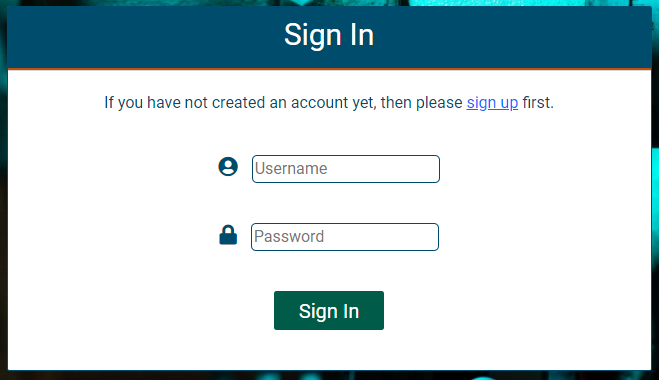 Sign In
If you have not created an account yet, then please sign up first.
Username
Password
Sign In